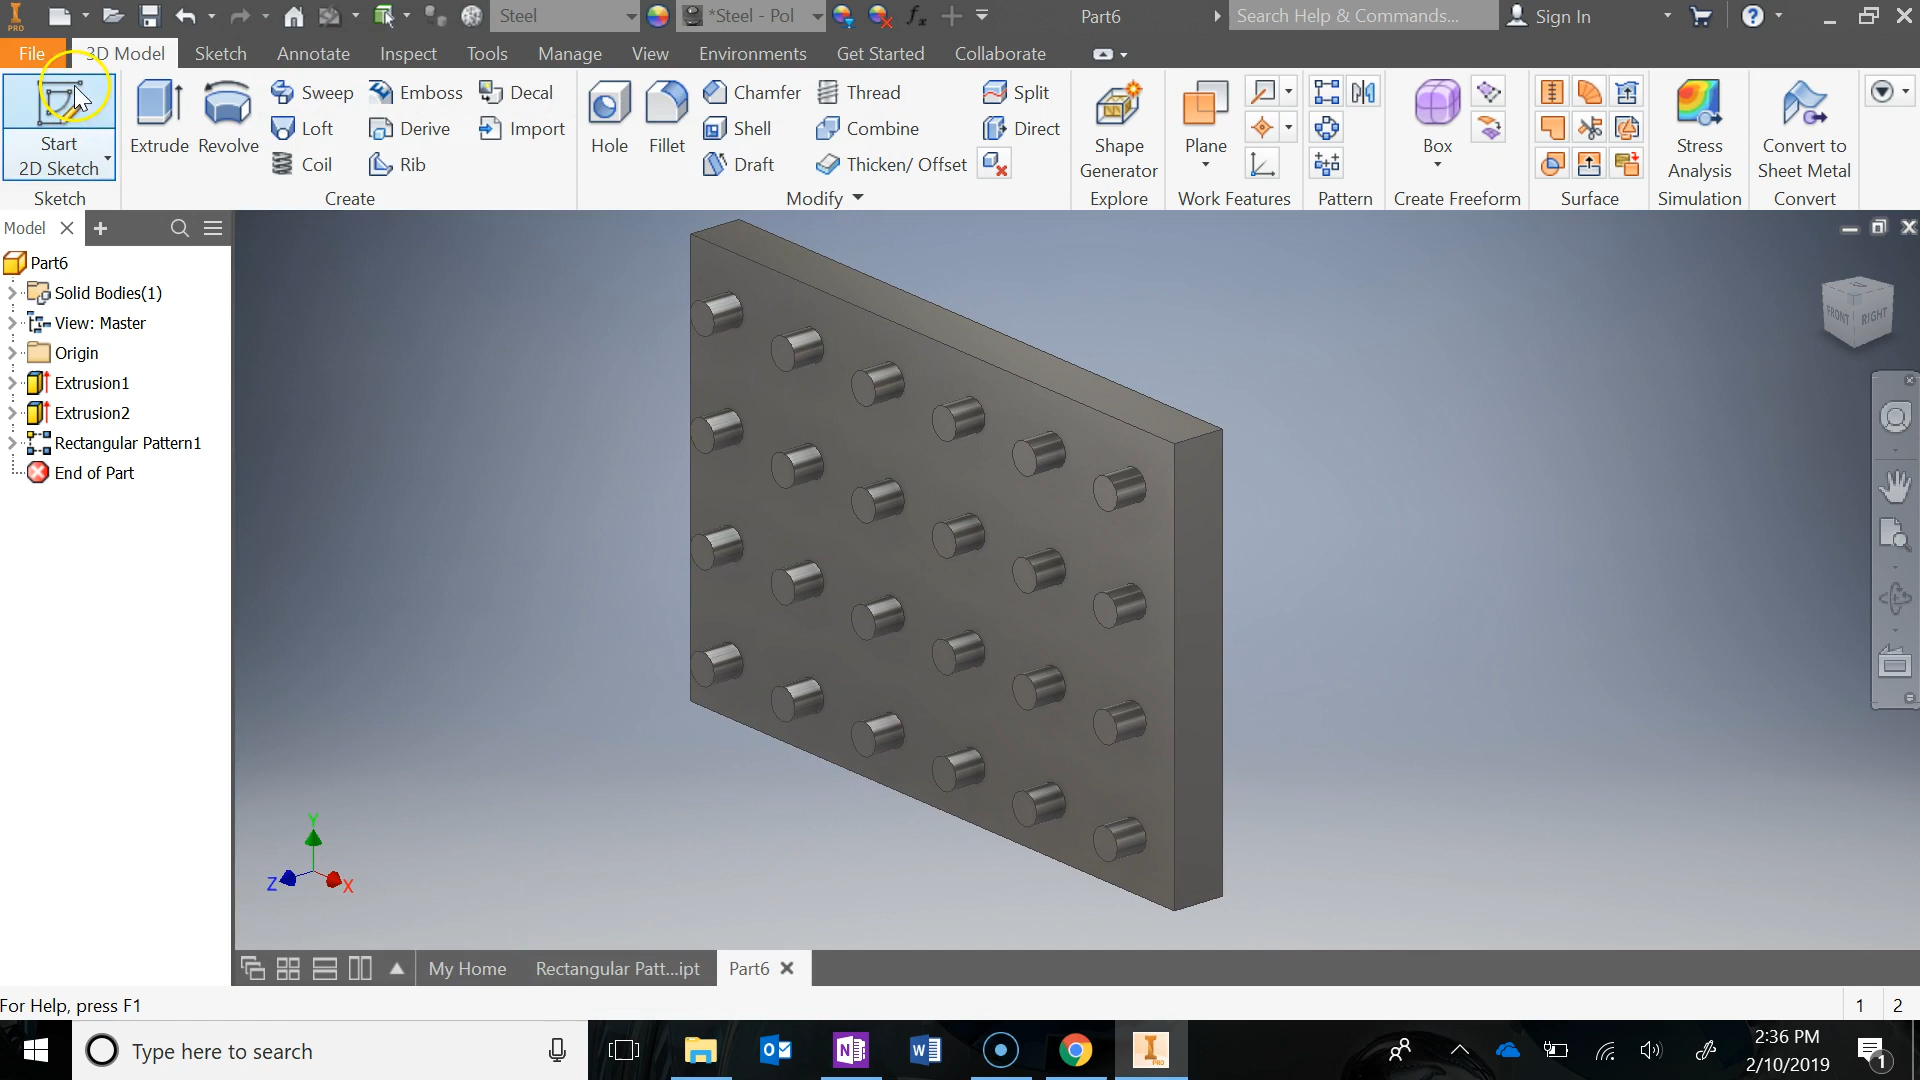 PRO Steel *Steel - Pol fx Part6 Search Help & Commands... Sign In
File 3D Model Sketch Annotate Inspect Tools Manage View Environments Get Started Collaborate
Start 2D Sketch
Extrude Revolve
Sweep Emboss Decal
Loft Derive Import
Coil Rib
Hole Fillet
Chamfer Thread Split
Shell Combine Direct
Draft Thicken/ Offset
Shape Generator
Plane
Box
Stress Analysis
Convert to Sheet Metal
Sketch Create Modify Explore Work Features Pattern Create Freeform Surface Simulation Convert
Model
Part6
Solid Bodies(1)
View: Master
Origin
Extrusion1
Extrusion2
Rectangular Pattern1
End of Part
FRONT RIGHT
Y
Z X
My Home Rectangular Patt...ipt Part6
For Help, press F1 1 2
Type here to search
2:36 PM
2/10/2019
1